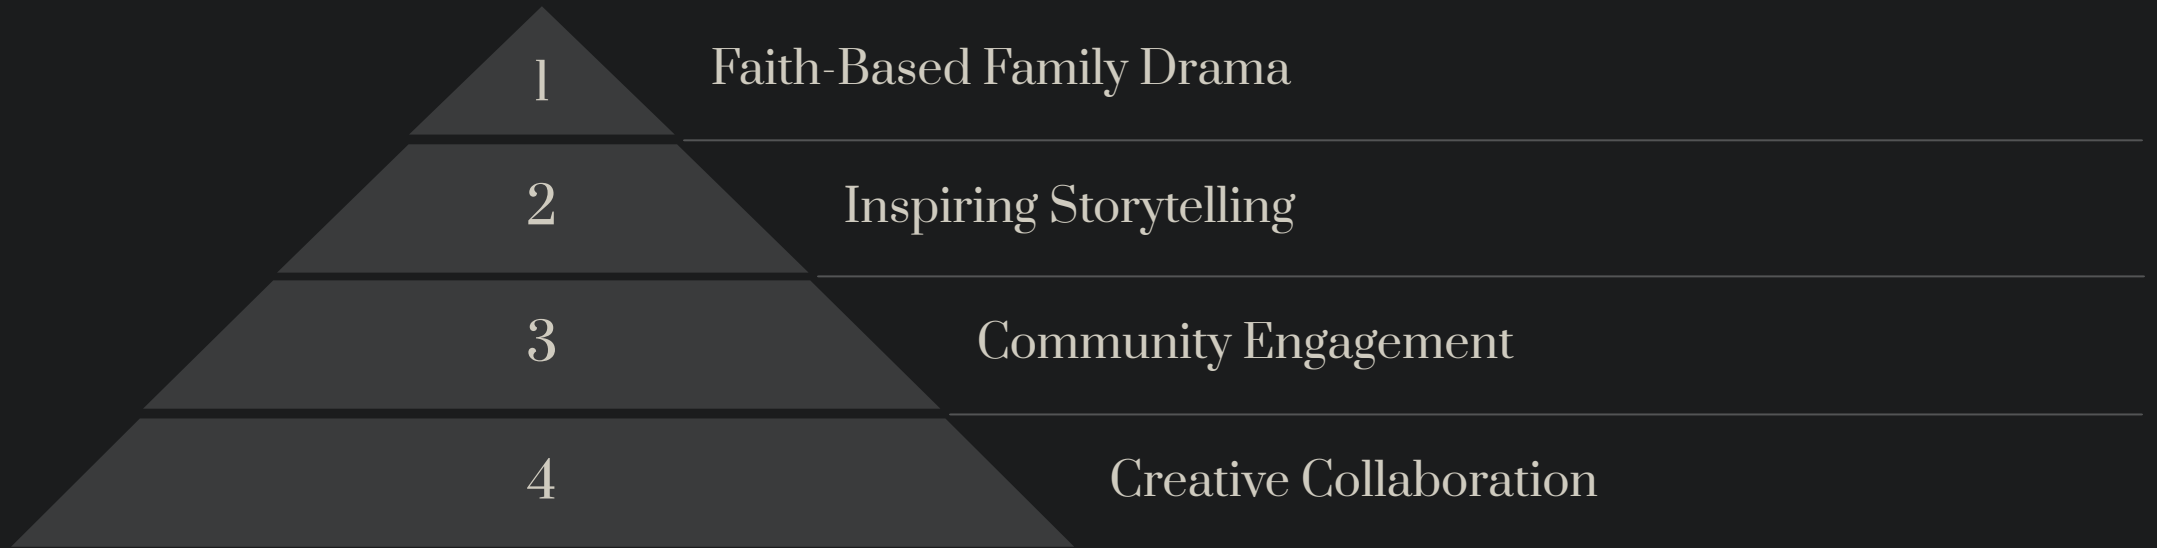 1
Faith-Based Family Drama
2
Inspiring Storytelling
3
Community Engagement
4
Creative Collaboration